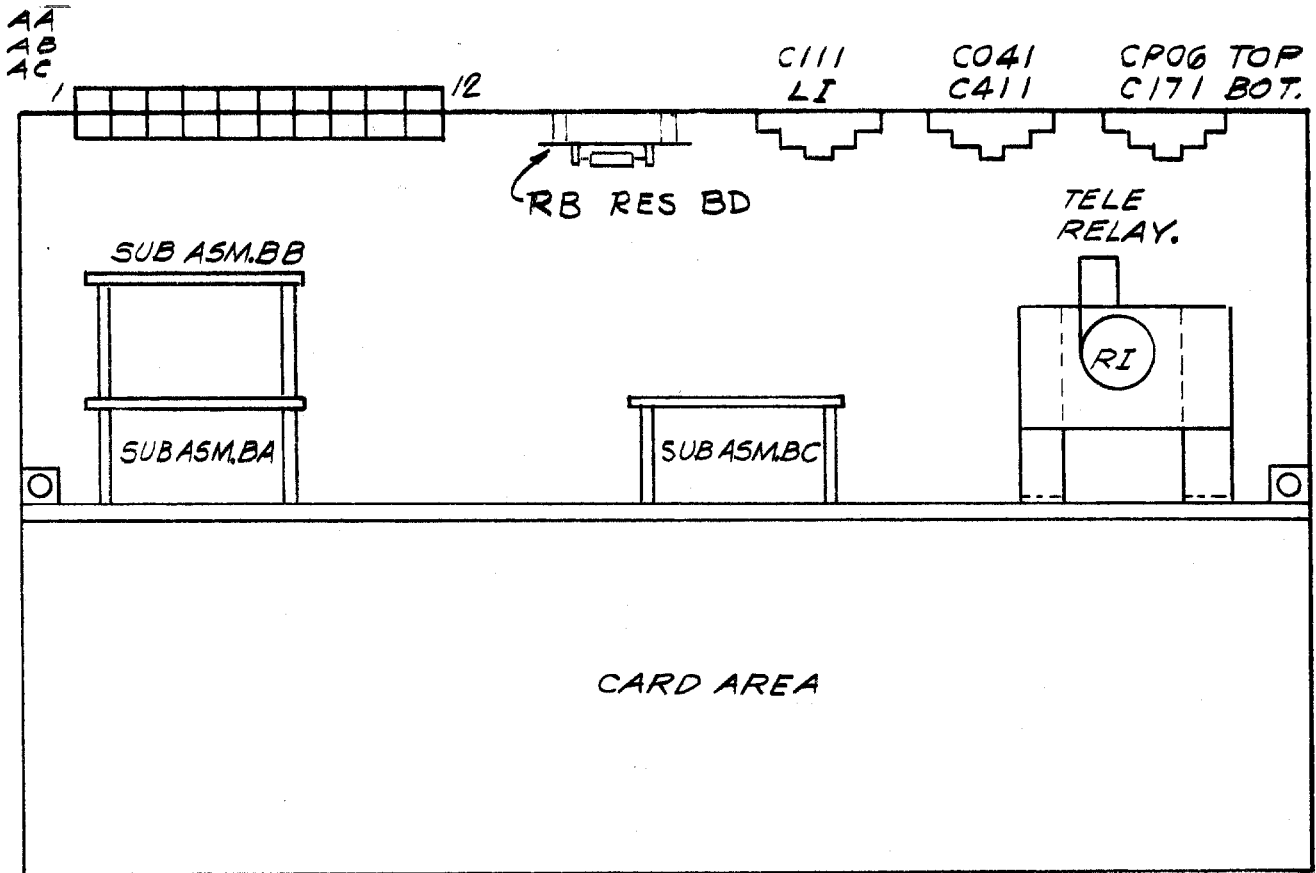 AA
AB
AC
1
12
C111
LI
C041
C411
CP06 TOP
C171 BOT.
RB RES BD
TELE
RELAY.
SUB ASM.BB
RI
SUB ASM.BA
SUB ASM.BC
CARD AREA